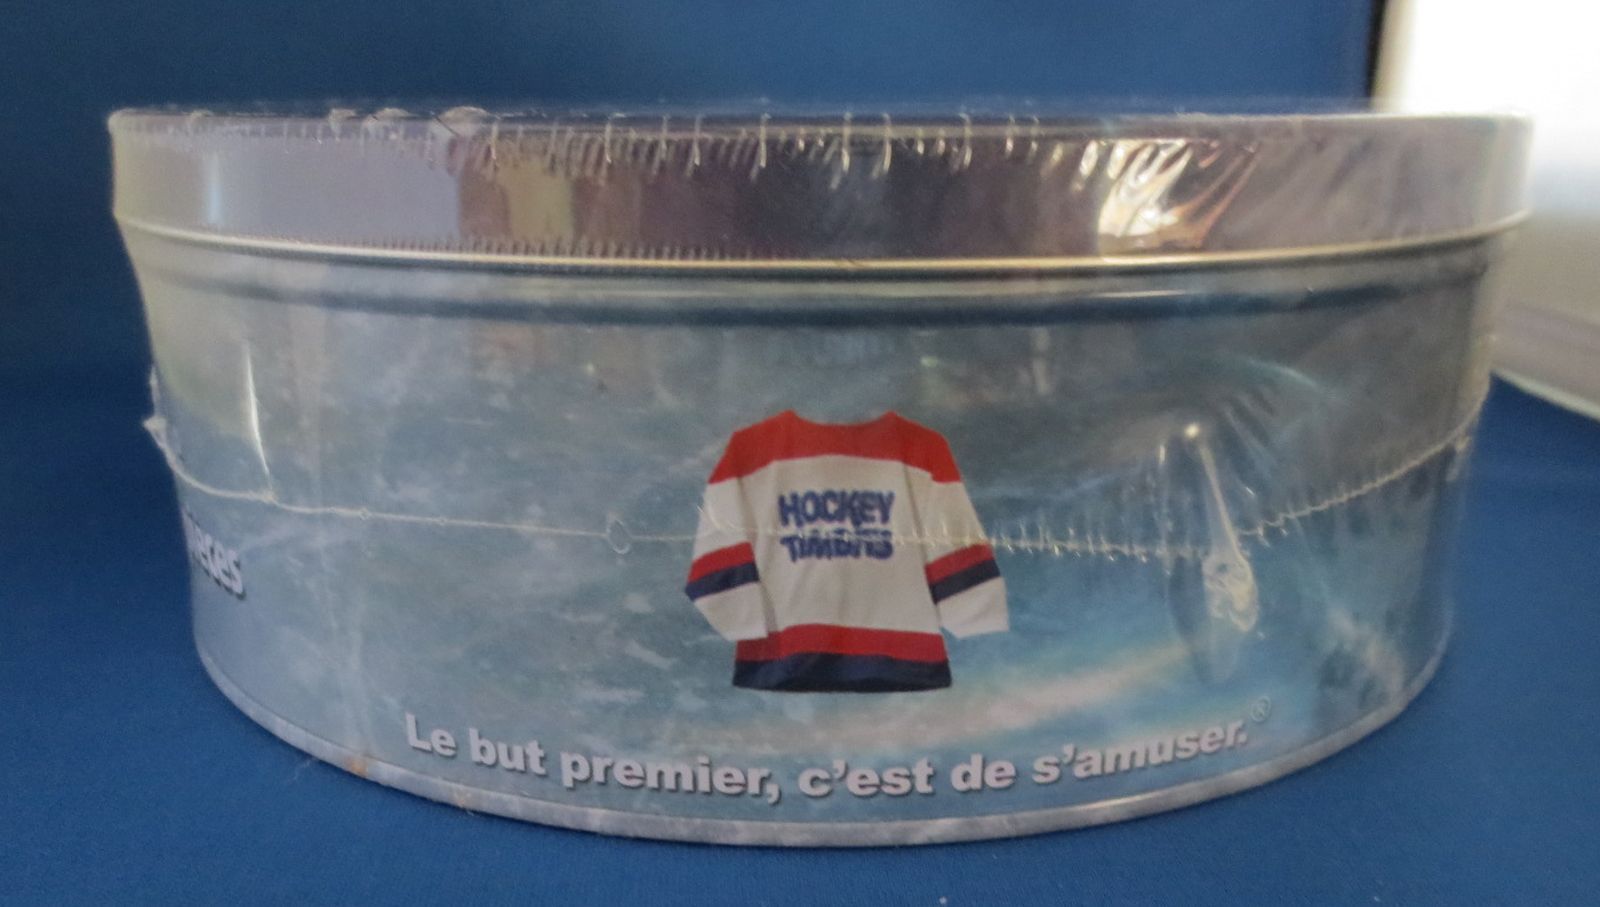 HOCKEY
TIMBITS
Le but premier, c'est de s'amuser.®